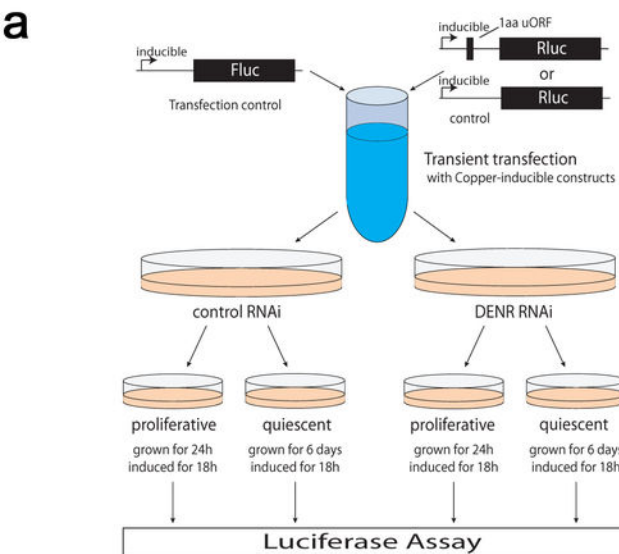 a
inducible
Fluc
Transfection control
inducible
1aa uORF
Rluc
or
inducible
Rluc
control
Transient transfection
with Copper-inducible constructs
control RNAi
DENR RNAi
proliferative
grown for 24h
induced for 18h
quiescent
grown for 6 days
induced for 18h
proliferative
grown for 24h
induced for 18h
quiescent
grown for 6 days
induced for 18h
Luciferase Assay